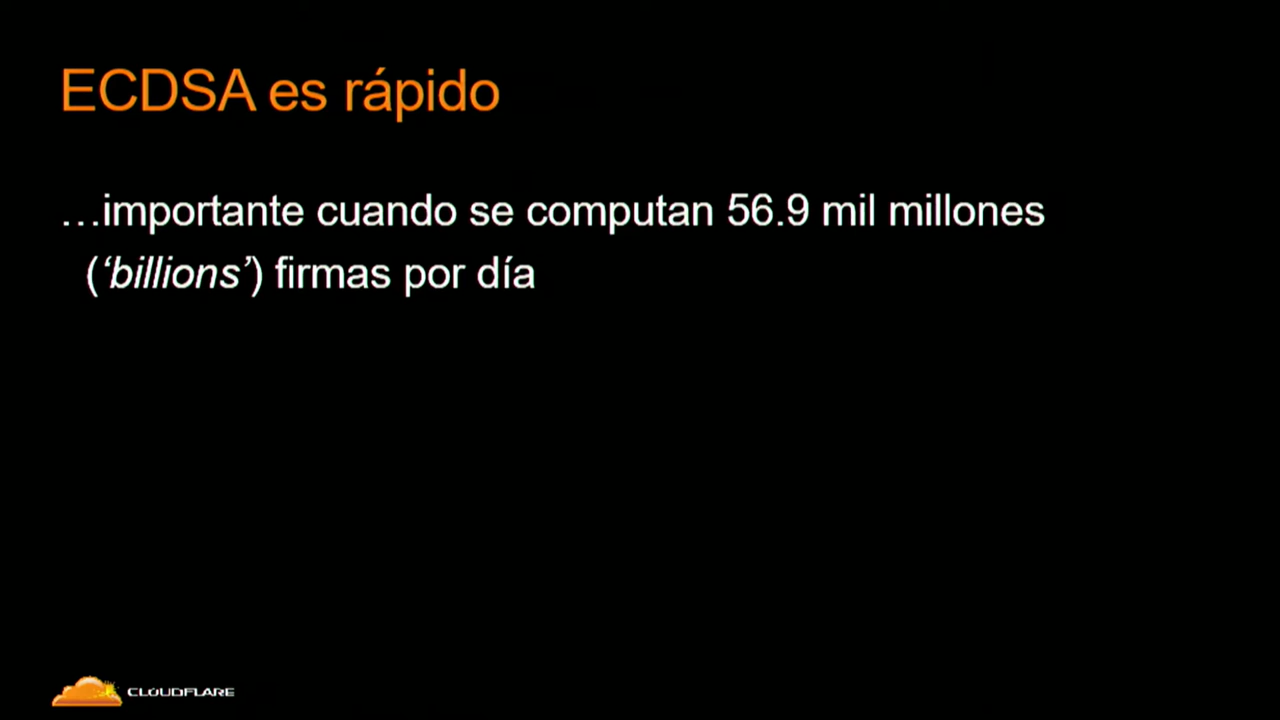 ECDSA es rápido
…importante cuando se computan 56.9 mil millones
(‘billions’) firmas por día
CLOUDFLARE